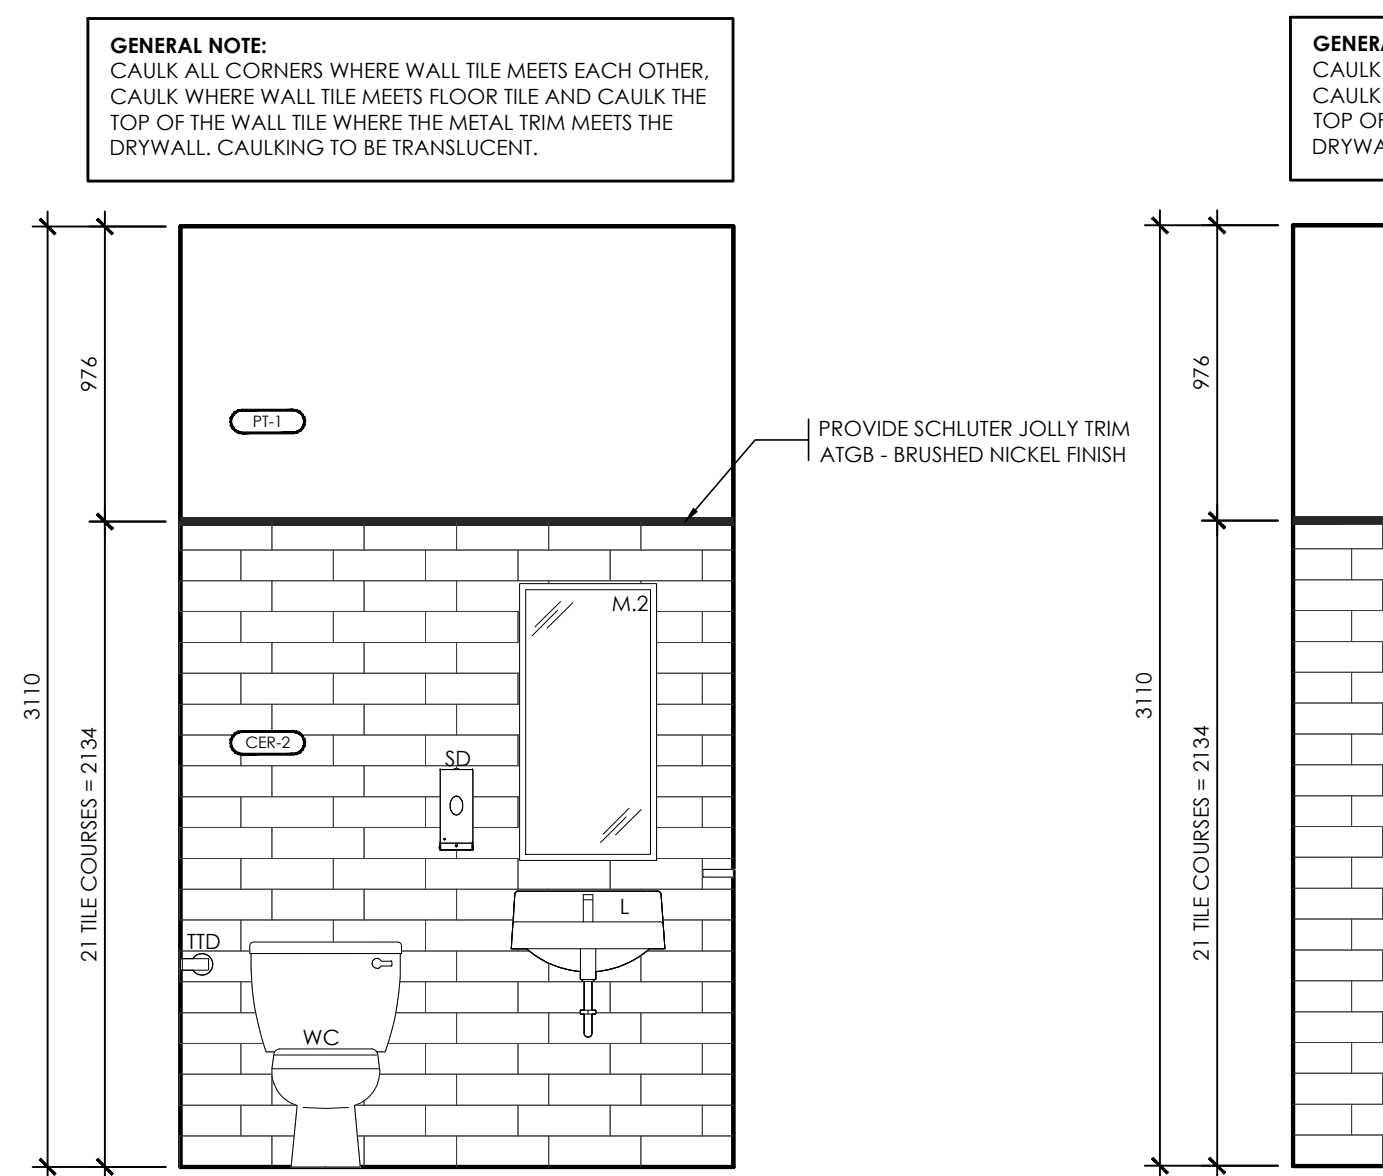 GENERAL NOTE:
CAULK ALL CORNERS WHERE WALL TILE MEETS EACH OTHER,
CAULK WHERE WALL TILE MEETS FLOOR TILE AND CAULK THE
TOP OF THE WALL TILE WHERE THE METAL TRIM MEETS THE
DRYWALL. CAULKING TO BE TRANSLUCENT.
976
PT-1
PROVIDE SCHLUTER JOLLY TRIM
ATGB - BRUSHED NICKEL FINISH
3110
21 TILE COURSES = 2134
M.2
CER-2
SD
L
TTD
WC
GENERA
CAULK
CAULK
TOP OF
DRYWA
976
3110
21 TILE COURSES = 2134